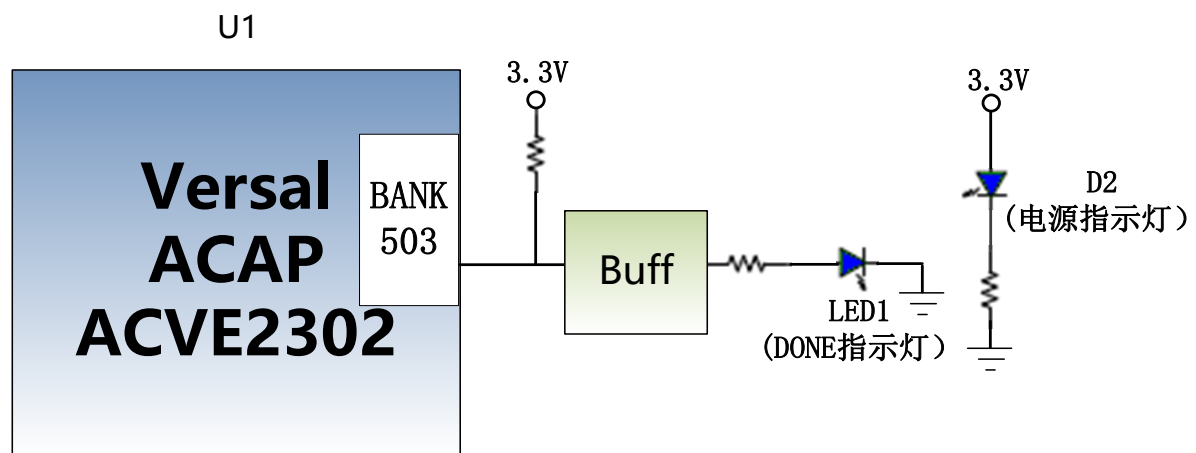 U1
3.3V
3.3V
Versal
ACAP
ACVE2302
BANK
503
Buff
D2
(电源指示灯）
LED1
(DONE指示灯）